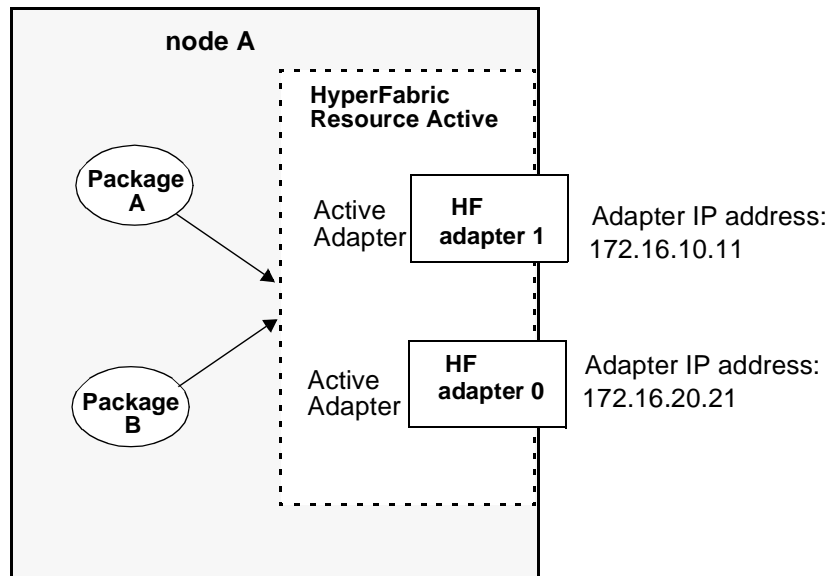 node A
HyperFabric
Resource Active
Package
A
Active
Adapter
HF
adapter 1
Adapter IP address:
172.16.10.11
Package
B
Active
Adapter
HF
adapter 0
Adapter IP address:
172.16.20.21